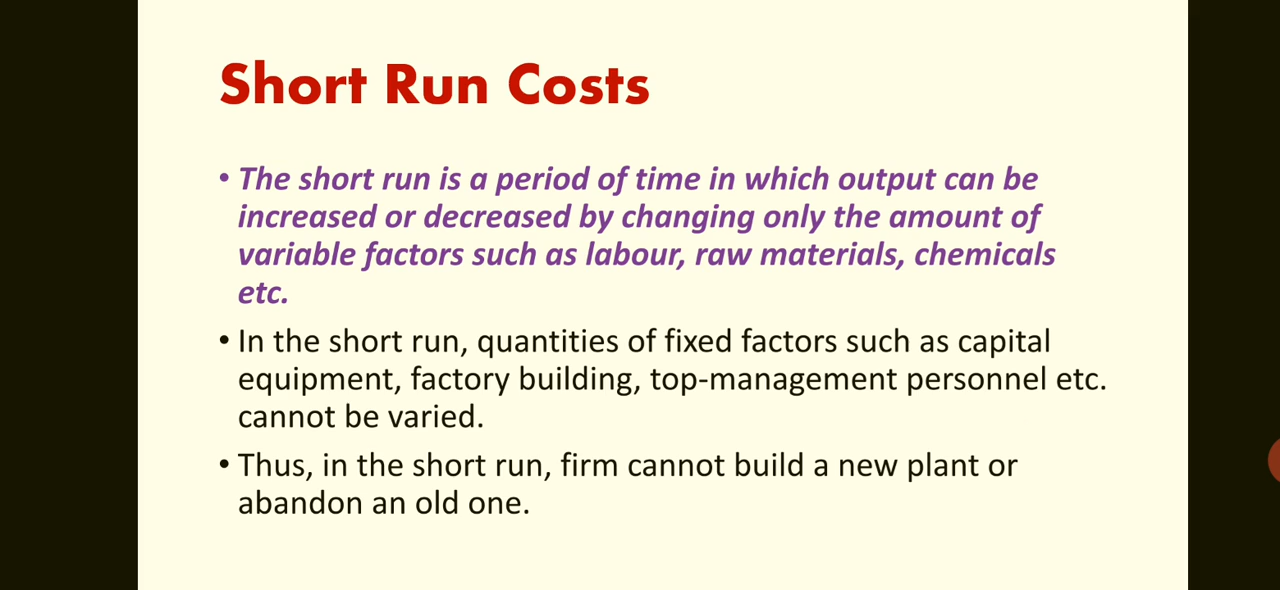 Short Run Costs
• The short run is a period of time in which output can be
increased or decreased by changing only the amount of
variable factors such as labour, raw materials, chemicals
etc.
• In the short run, quantities of fixed factors such as capital
equipment, factory building, top-management personnel etc.
cannot be varied.
• Thus, in the short run, firm cannot build a new plant or
abandon an old one.